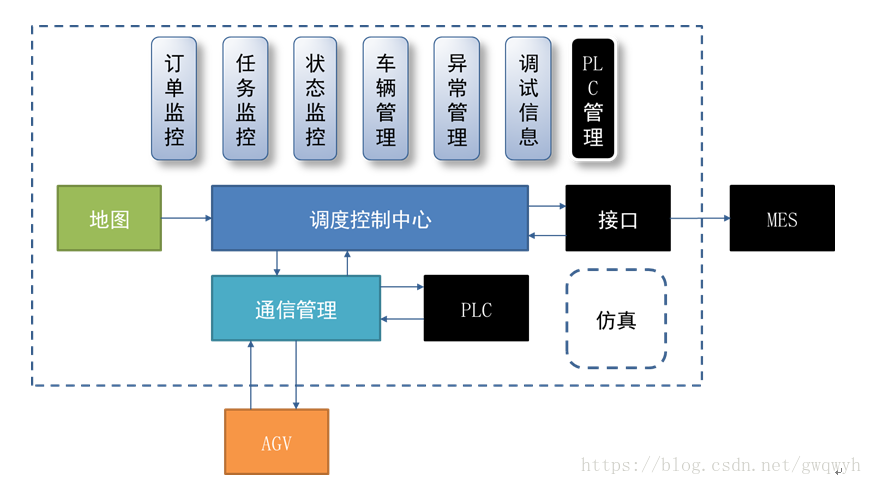 订单监控
任务监控
状态监控
车辆管理
异常管理
调试信息
PLC管理
地图
调度控制中心
接口
MES
通信管理
PLC
仿真
AGV
https://blog.csdn.net/gwqwyh